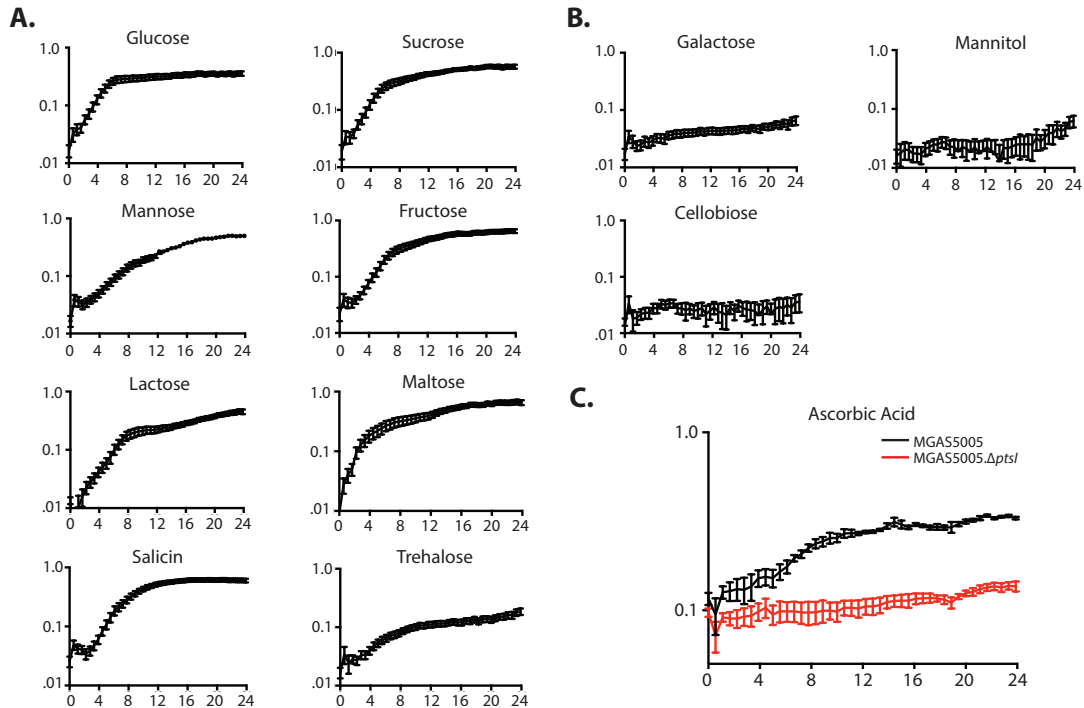 A.
Glucose
1.0
0.1
.01
0 4 8 12 16 20 24
Sucrose
1.0
0.1
.01
0 4 8 12 16 20 24
Mannose
1.0
0.1
.01
0 4 8 12 16 20 24
Fructose
1.0
0.1
.01
0 4 8 12 16 20 24
Lactose
1.0
0.1
.01
0 4 8 12 16 20 24
Maltose
1.0
0.1
.01
0 4 8 12 16 20 24
Salicin
1.0
0.1
.01
0 4 8 12 16 20 24
Trehalose
1.0
0.1
.01
0 4 8 12 16 20 24
B.
Galactose
1.0
0.1
.01
0 4 8 12 16 20 24
Mannitol
1.0
0.1
0.01
0 4 8 12 16 20 24
Cellobiose
1.0
0.1
0.01
0 4 8 12 16 20 24
C.
Ascorbic Acid
1.0
MGAS5005
MGAS5005.ΔptsI
0.1
0 4 8 12 16 20 24